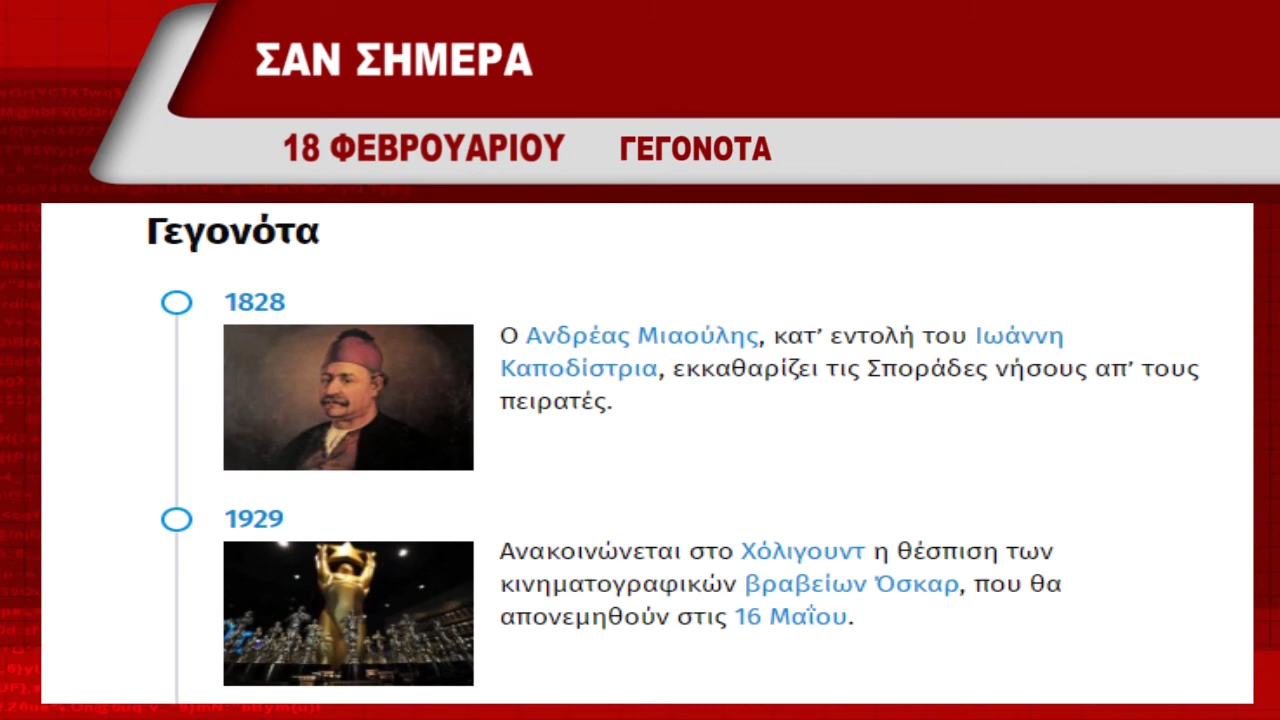 ΣΑΝ ΣΗΜΕΡΑ
18 ΦΕΒΡΟΥΑΡΙΟΥ ΓΕΓΟΝΟΤΑ
Γεγονότα
1828
Ο Ανδρέας Μιαούλης, κατ’ εντολή του Ιωάννη
Καποδίστρια, εκκαθαρίζει τις Σποράδες νήσους απ’ τους
πειρατές.
1929
Ανακοινώνεται στο Χόλιγουντ η θέσπιση των
κινηματογραφικών βραβείων Όσκαρ, που θα
απονεμηθούν στις 16 Μαΐου.